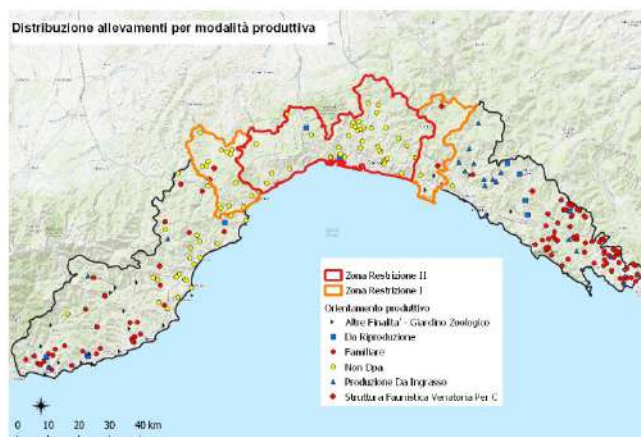 Distribuzione allevamenti per modalità produttiva
Zona Restrizione II
Zona Restrizione I
Orientamento produttivo
Altre Finalita' - Giardino Zoologico
Da Riproduzione
Familiare
Non Dpa
Produzione Da Ingrasso
Struttura Faunistica Venatoria Per C
0 10 20 30 40 km